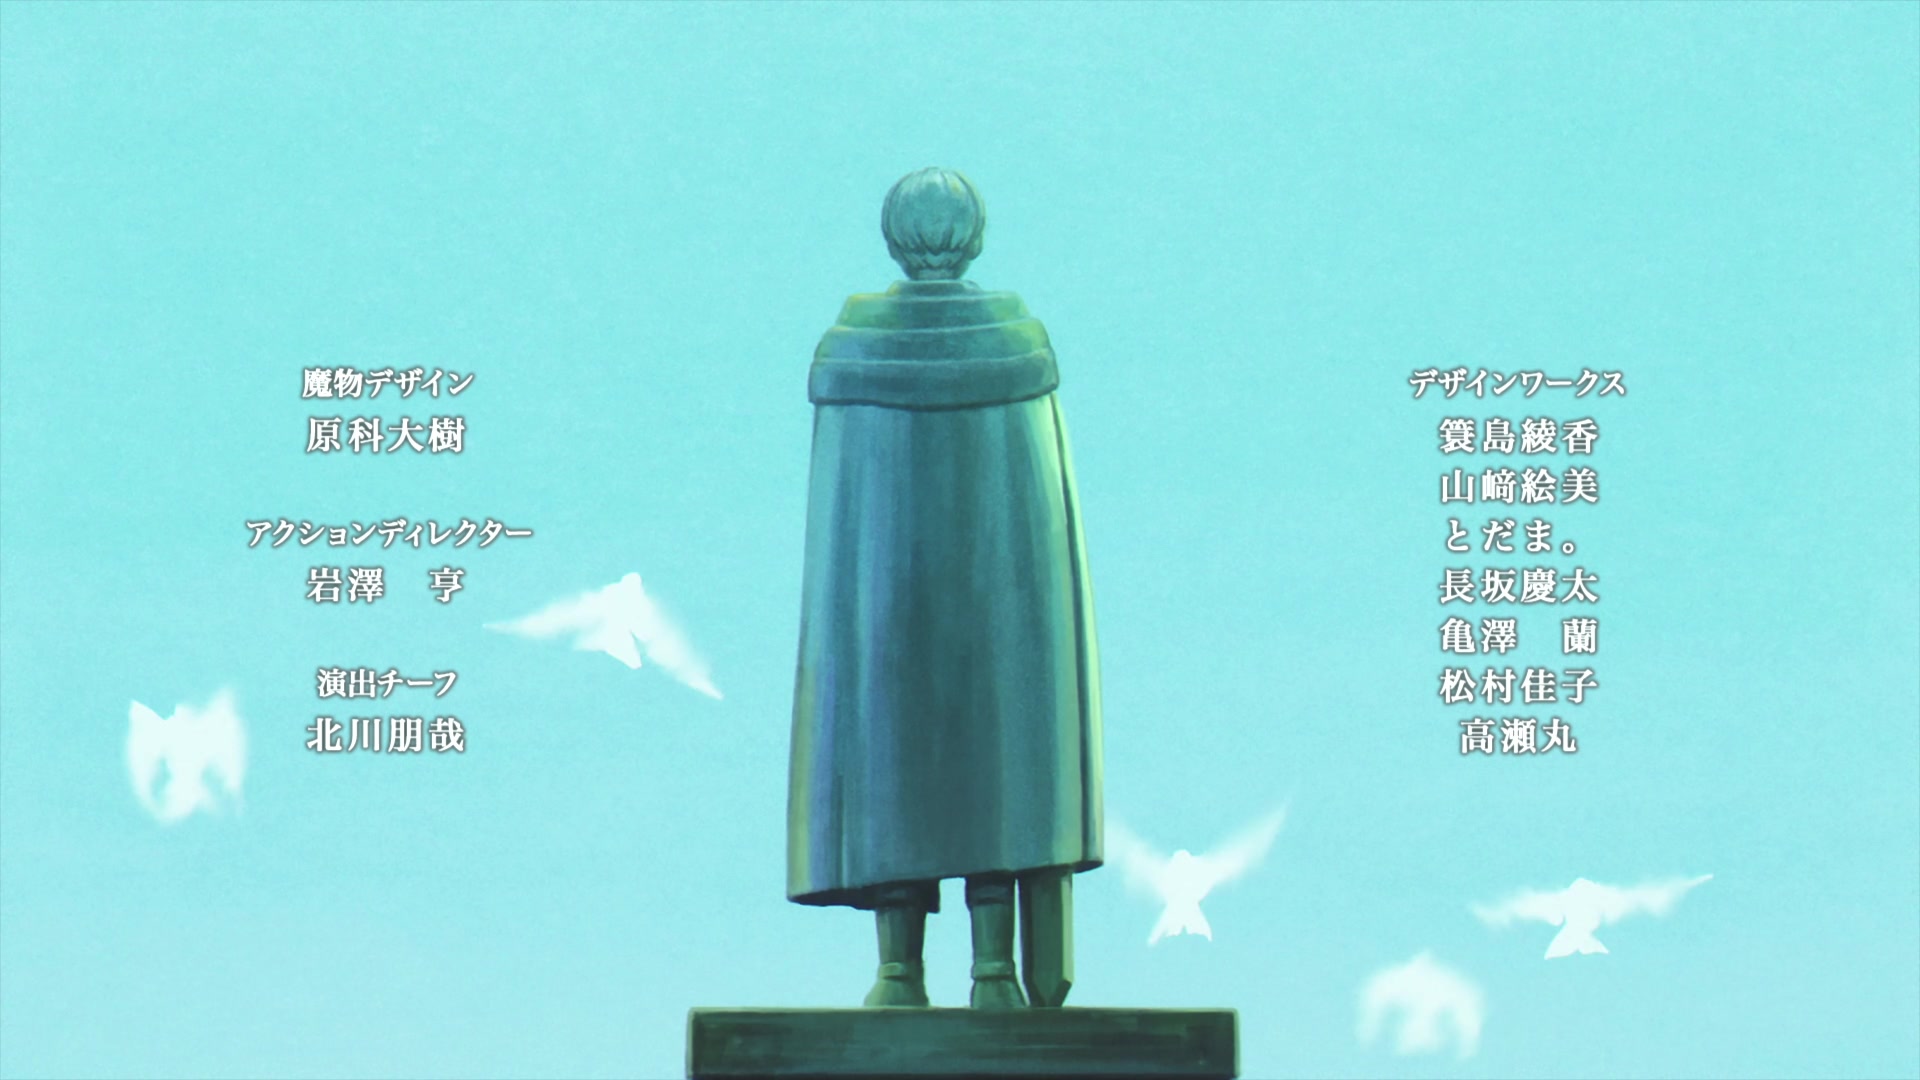 魔物デザイン
原科大樹
アクションディレクター
岩澤　亨
演出チーフ
北川朋哉
デザインワークス
簑島綾香
山﨑絵美
とだま。
長坂慶太
亀澤　蘭
松村佳子
高瀬丸